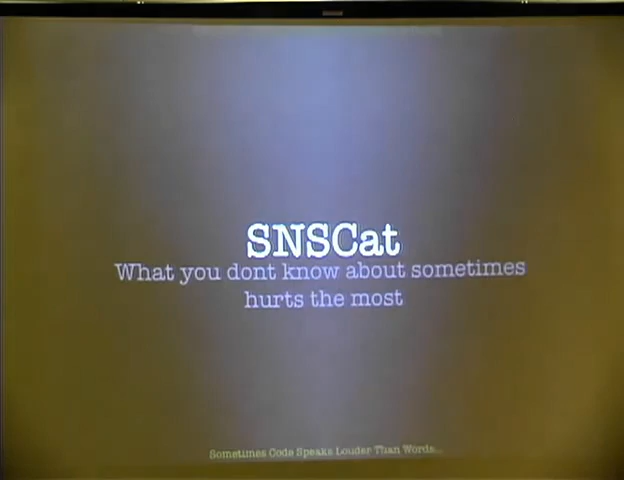 SNSCat
What you dont know about sometimes
hurts the most
Sometimes Code Speaks Louder Than Words...